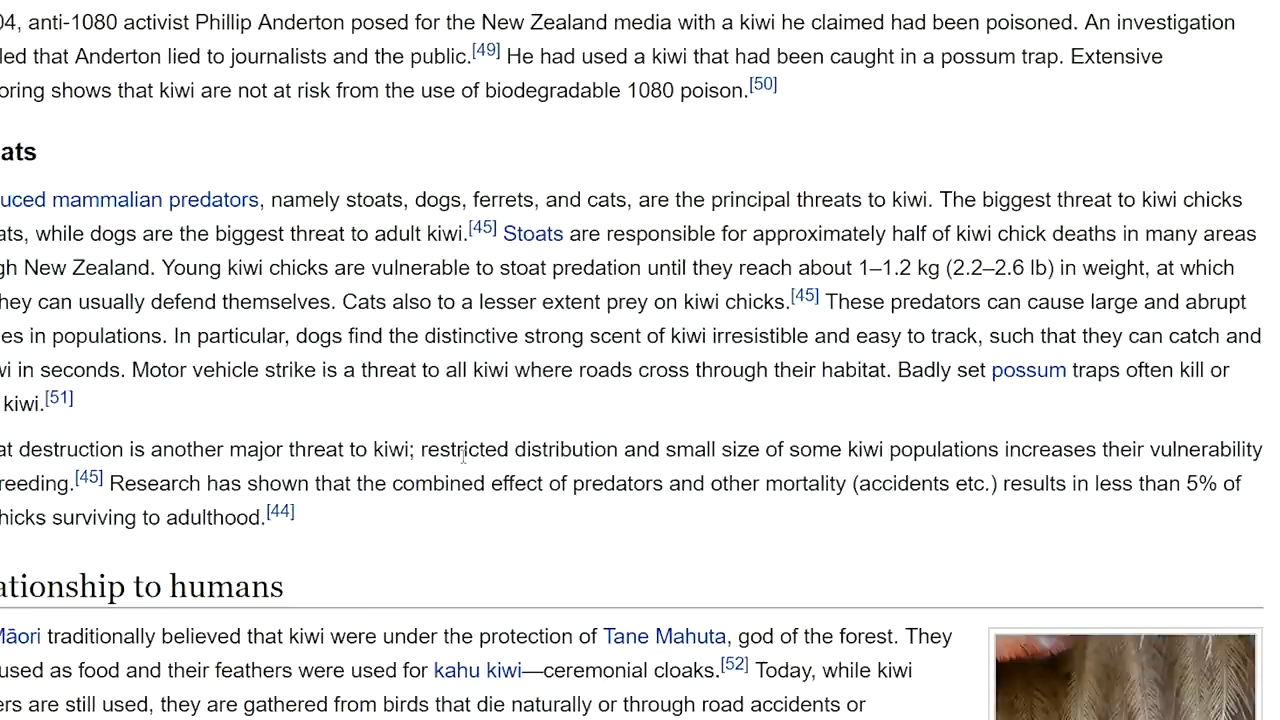 04, anti-1080 activist Phillip Anderton posed for the New Zealand media with a kiwi he claimed had been poisoned. An investigation
led that Anderton lied to journalists and the public.[49] He had used a kiwi that had been caught in a possum trap. Extensive
oring shows that kiwi are not at risk from the use of biodegradable 1080 poison.[50]
ats
uced mammalian predators, namely stoats, dogs, ferrets, and cats, are the principal threats to kiwi. The biggest threat to kiwi chicks
ats, while dogs are the biggest threat to adult kiwi.[45] Stoats are responsible for approximately half of kiwi chick deaths in many areas
gh New Zealand. Young kiwi chicks are vulnerable to stoat predation until they reach about 1–1.2 kg (2.2–2.6 lb) in weight, at which
hey can usually defend themselves. Cats also to a lesser extent prey on kiwi chicks.[45] These predators can cause large and abrupt
es in populations. In particular, dogs find the distinctive strong scent of kiwi irresistible and easy to track, such that they can catch and
wi in seconds. Motor vehicle strike is a threat to all kiwi where roads cross through their habitat. Badly set possum traps often kill or
kiwi.[51]
at destruction is another major threat to kiwi; restricted distribution and small size of some kiwi populations increases their vulnerability
reeding.[45] Research has shown that the combined effect of predators and other mortality (accidents etc.) results in less than 5% of
hicks surviving to adulthood.[44]
ationship to humans
Māori traditionally believed that kiwi were under the protection of Tane Mahuta, god of the forest. They
used as food and their feathers were used for kahu kiwi—ceremonial cloaks.[52] Today, while kiwi
ers are still used, they are gathered from birds that die naturally or through road accidents or